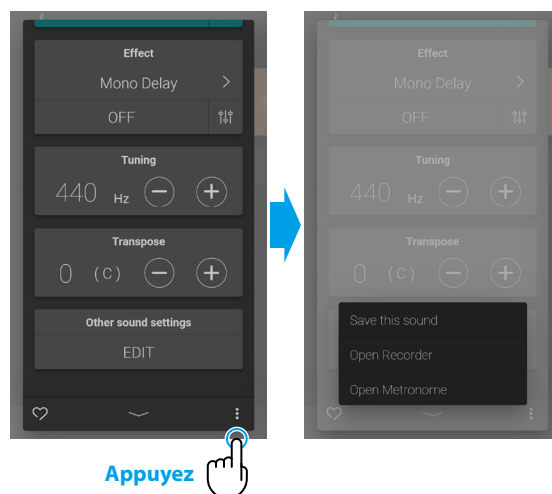 Effect
Mono Delay
OFF
Tuning
440 Hz
Transpose
0 (C)
Other sound settings
EDIT
Appuyez
Effect
Mono Delay
OFF
Tuning
440 Hz
Transpose
0 (C)
Save this sound
Open Recorder
Open Metronome